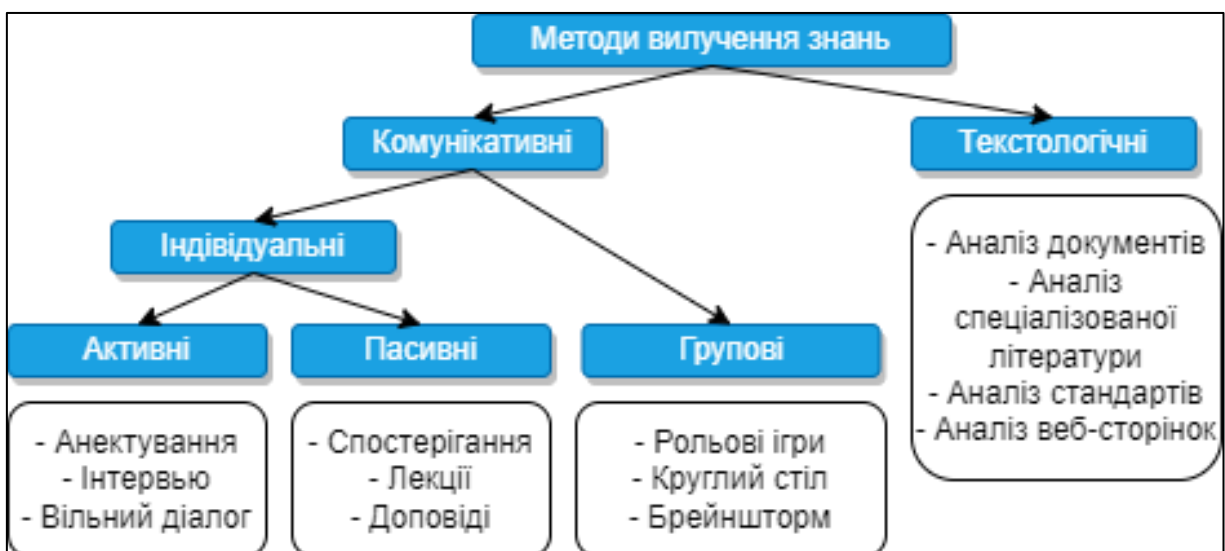 Методи вилучення знань
Комунікативні
Текстологічні
Індівідуальні
Активні
Пасивні
Групові
- Анектування
- Інтервью
- Вільний діалог
- Спостерігання
- Лекції
- Доповіді
- Рольові ігри
- Круглий стіл
- Брейншторм
- Аналіз документів
- Аналіз
спеціалізованої
літератури
- Аналіз стандартів
- Аналіз веб-сторінок